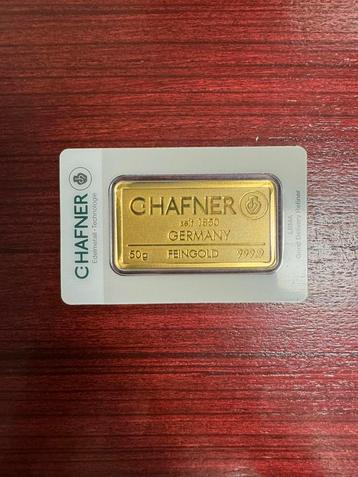 C·HAFNER
Edelmetall·Technologie
C·HAFNER
seit 1850
GERMANY
50g FEINGOLD 999,9
LBMA
Good Delivery Refiner